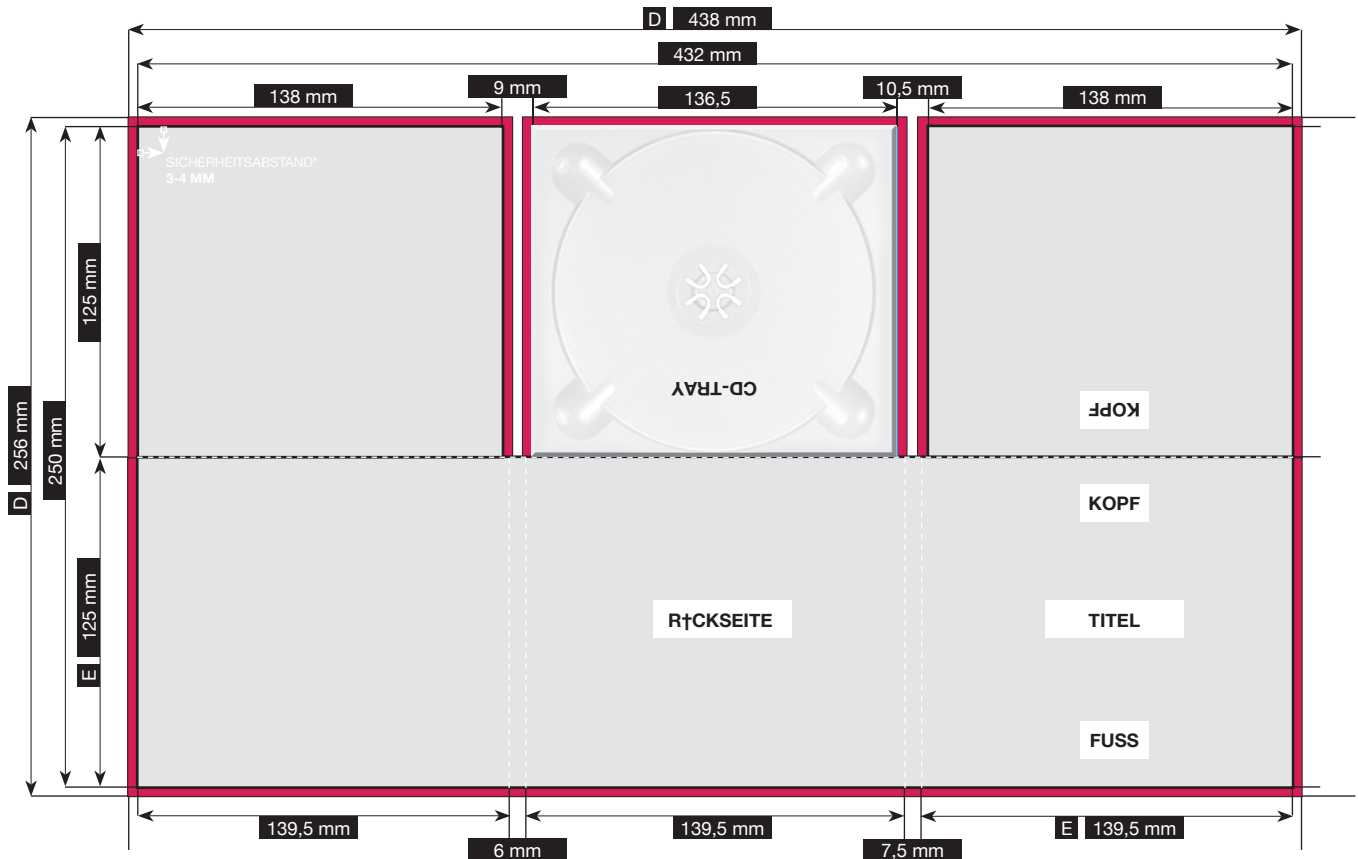 D 438 mm
432 mm
138 mm
9 mm
136,5
10,5 mm
138 mm
SICHERHEITSABSTAND*
3-4 MM
125 mm
CD-TRAY
KOPF
D 256 mm
250 mm
KOPF
E 125 mm
R†CKSEITE
TITEL
FUSS
139,5 mm
6 mm
139,5 mm
7,5 mm
E 139,5 mm